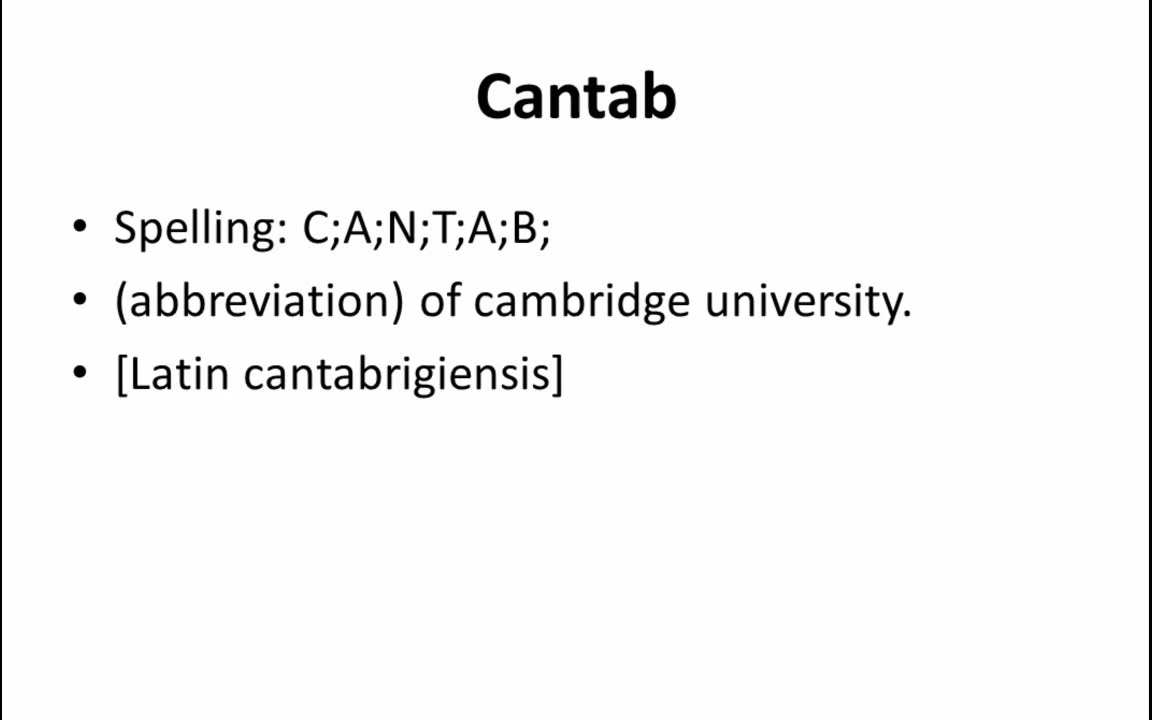 Cantab
• Spelling: C;A;N;T;A;B;
• (abbreviation) of cambridge university.
• [Latin cantabrigiensis]